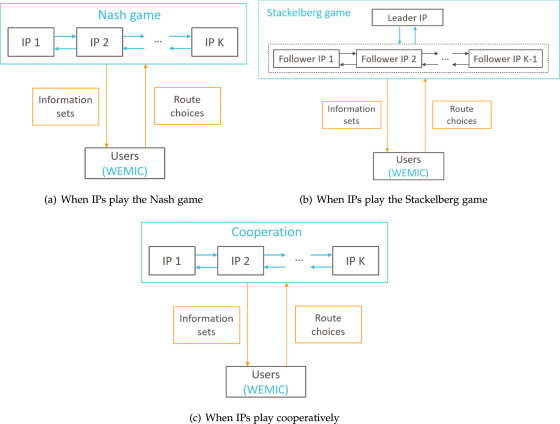 Nash game
IP 1
IP 2
...
IP K
Information
sets
Route
choices
Users
(WEMIC)
(a) When IPs play the Nash game
Stackelberg game
Leader IP
Follower IP 1
Follower IP 2
...
Follower IP K-1
Information
sets
Route
choices
Users
(WEMIC)
(b) When IPs play the Stackelberg game
Cooperation
IP 1
IP 2
...
IP K
Information
sets
Route
choices
Users
(WEMIC)
(c) When IPs play cooperatively